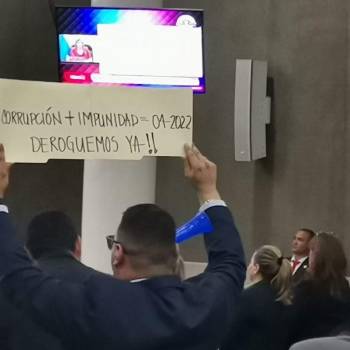 CORRUPCIÓN + IMPUNIDAD = 04-2022
DEROGUEMOS YA-!!